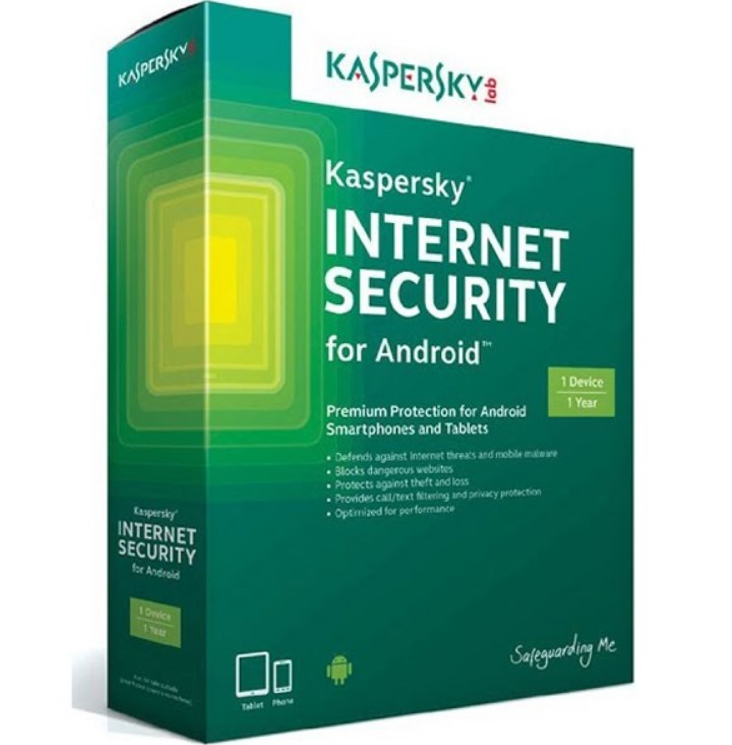 KASPERSKY lab
Kaspersky®
INTERNET
SECURITY
for Android™
1 Device
1 Year
Premium Protection for Android
Smartphones and Tablets
• Defends against Internet threats and mobile malware
• Blocks dangerous websites
• Protects against theft and loss
• Provides call/text filtering and privacy protection
• Optimized for performance
Safeguarding Me
Tablet Phone
KASPERSKY
Kaspersky®
INTERNET
SECURITY
for Android
1 Device
1 Year